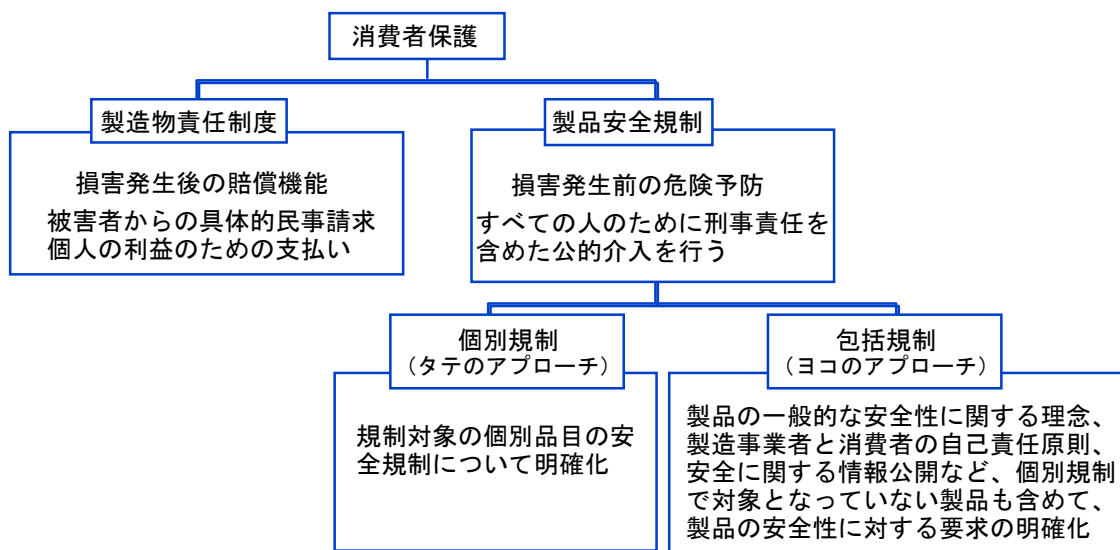 消費者保護
製造物責任制度
損害発生後の賠償機能
被害者からの具体的民事請求
個人の利益のための支払い
製品安全規制
損害発生前の危険予防
すべての人のために刑事責任を
含めた公的介入を行う
個別規制
（タテのアプローチ）
規制対象の個別品目の安
全規制について明確化
包括規制
（ヨコのアプローチ）
製品の一般的な安全性に関する理念、
製造事業者と消費者の自己責任原則、
安全に関する情報公開など、個別規制
で対象となっていない製品も含めて、
製品の安全性に対する要求の明確化